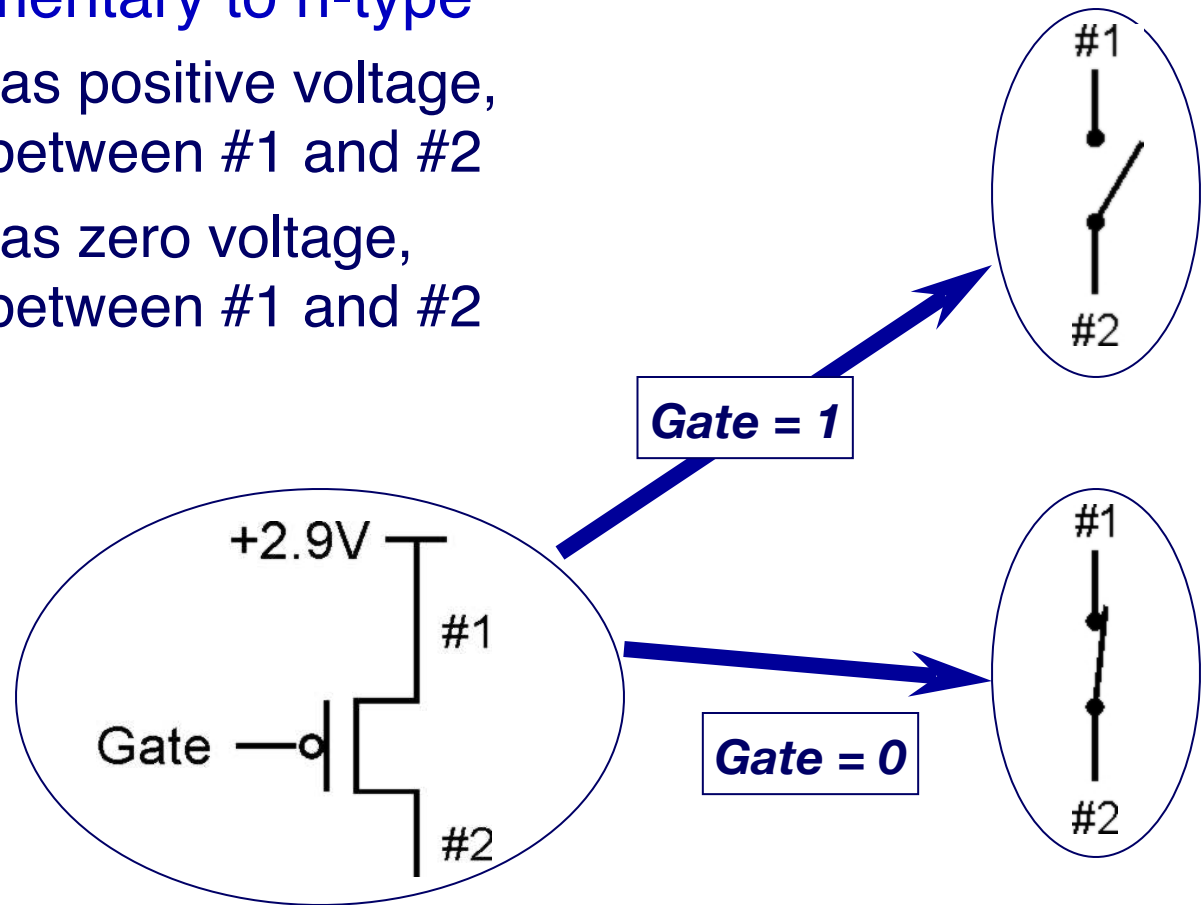 mentary to n-type
as positive voltage,
between #1 and #2
as zero voltage,
between #1 and #2
#1
#2
Gate = 1
+2.9V
#1
Gate
#2
Gate = 0
#1
#2